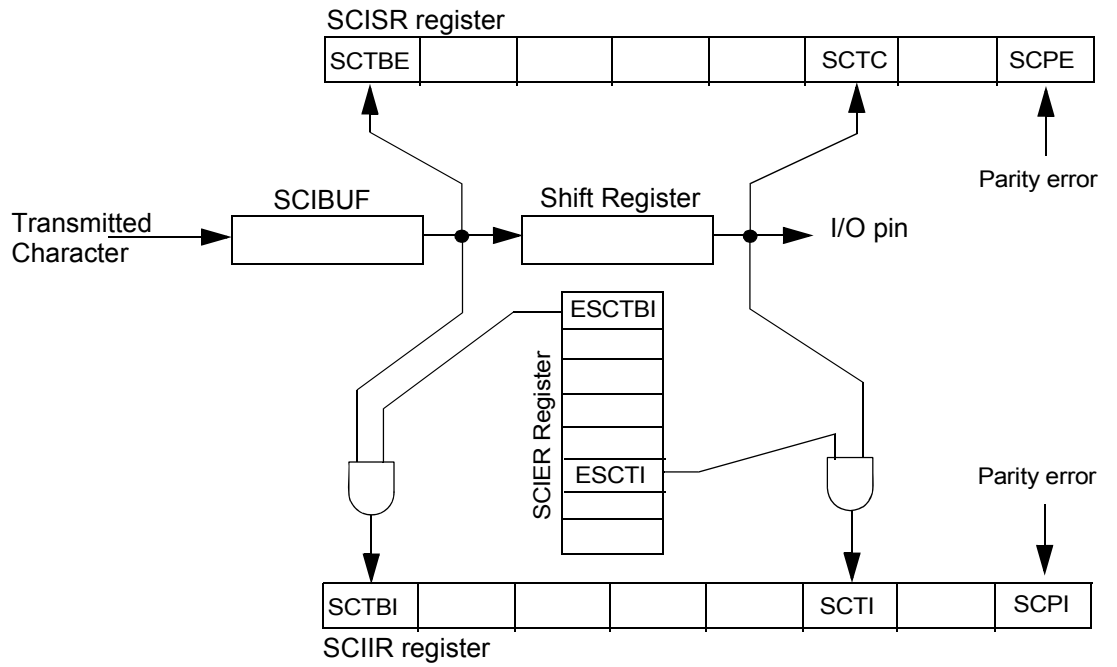 SCISR register
SCTBE
SCTC
SCPE
Parity error
SCIBUF
Shift Register
Transmitted
Character
I/O pin
ESCTBI
SCIER Register
ESCTI
Parity error
SCTBI
SCTI
SCPI
SCIIR register